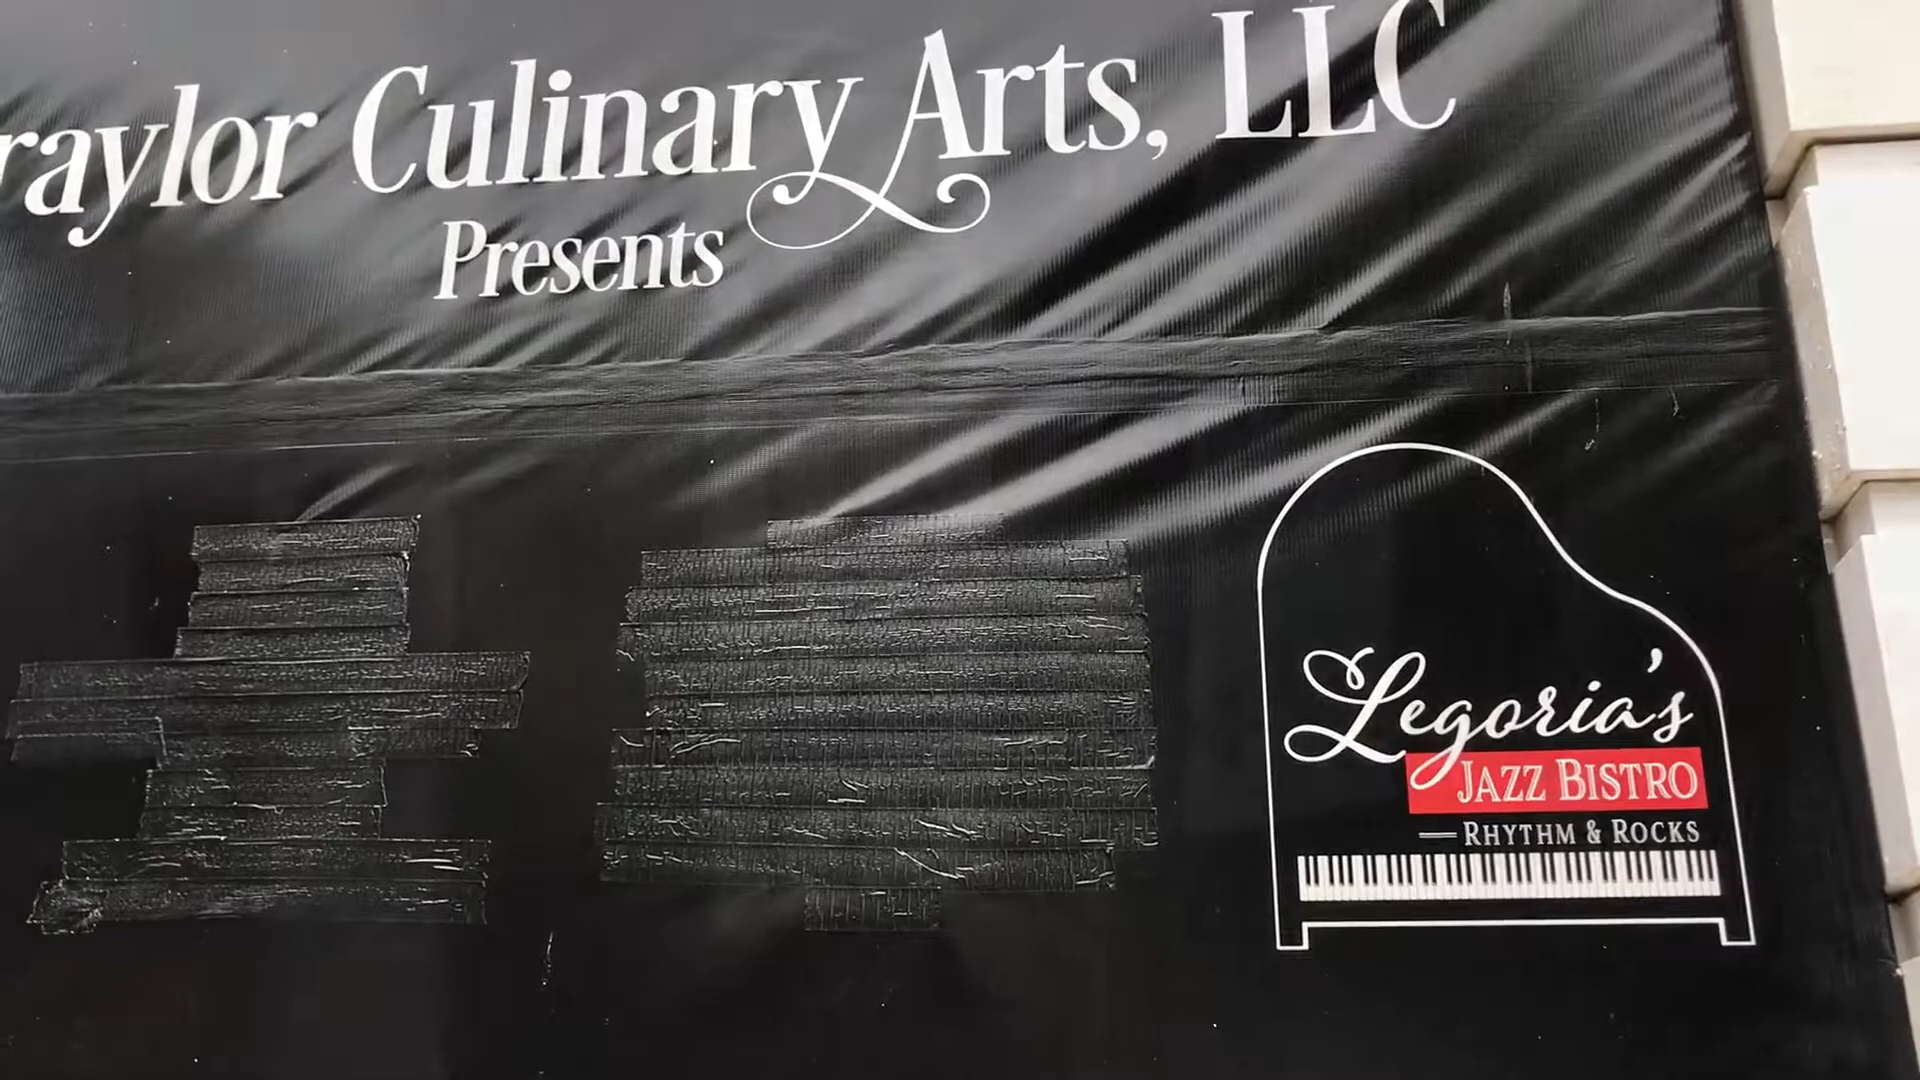 raylor Culinary Arts, LLC
Presents
Legoria's
JAZZ BISTRO
RHYTHM & ROCKS